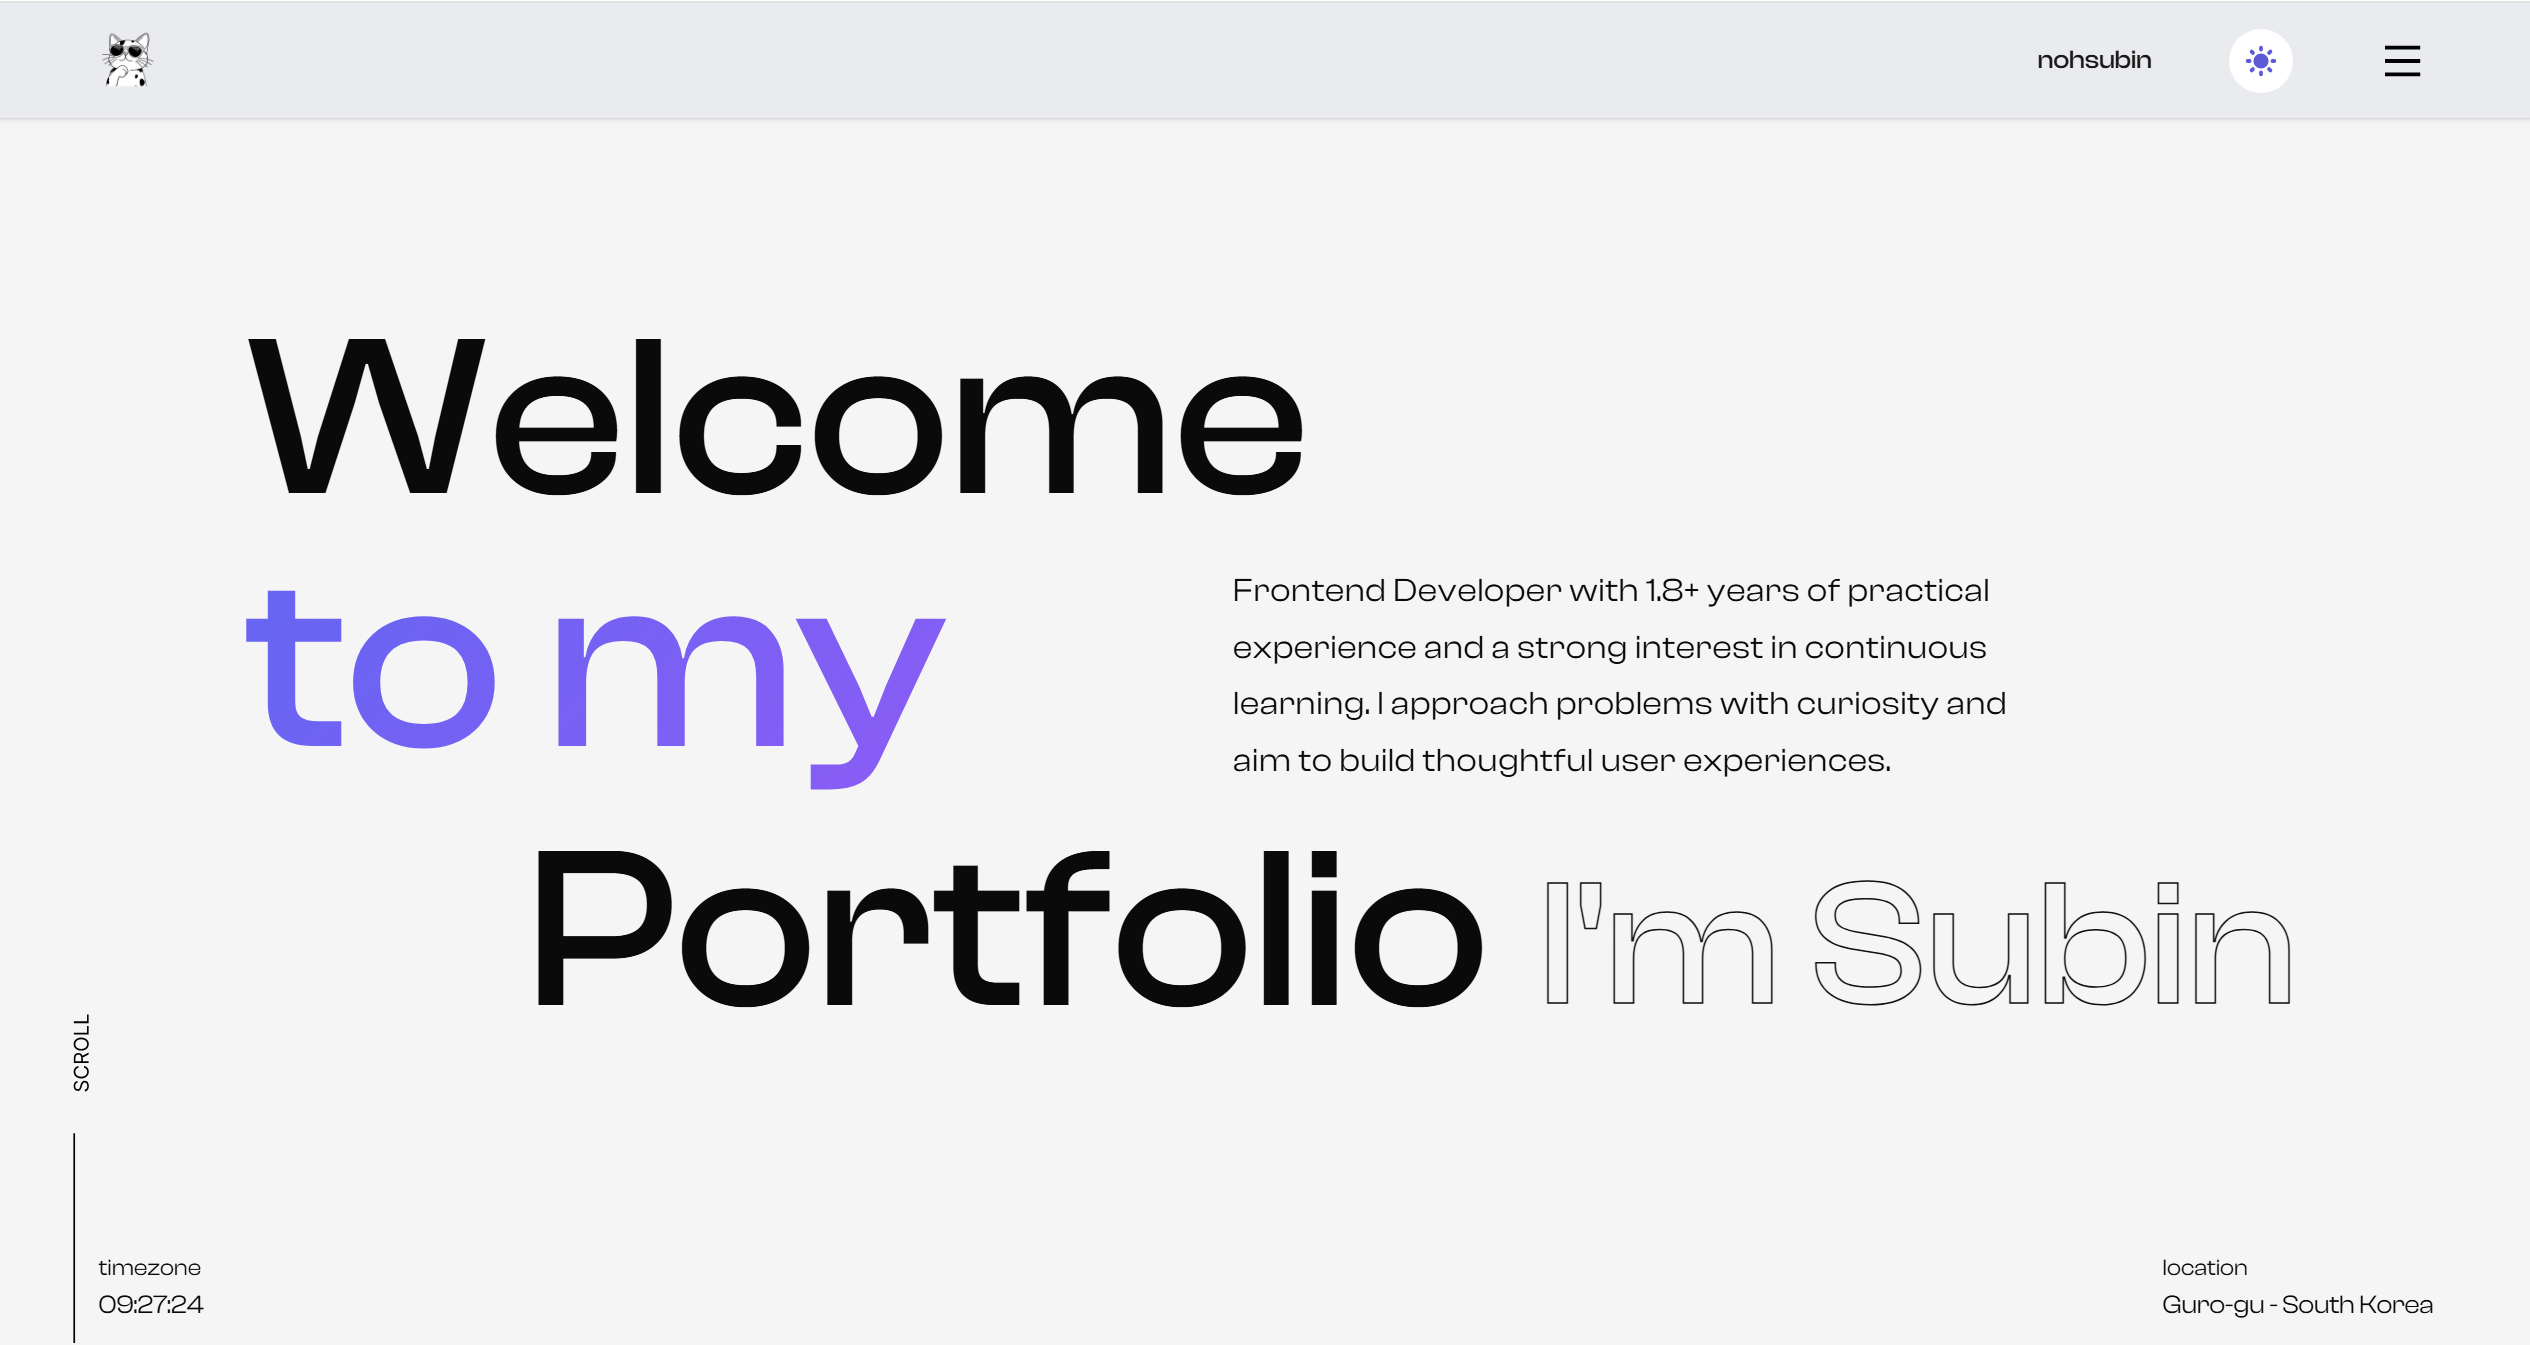 nohsubin
Welcome
to my
Frontend Developer with 1.8+ years of practical
experience and a strong interest in continuous
learning. I approach problems with curiosity and
aim to build thoughtful user experiences.
Portfolio I'm Subin
SCROLL
timezone
09:27:24
location
Guro-gu - South Korea